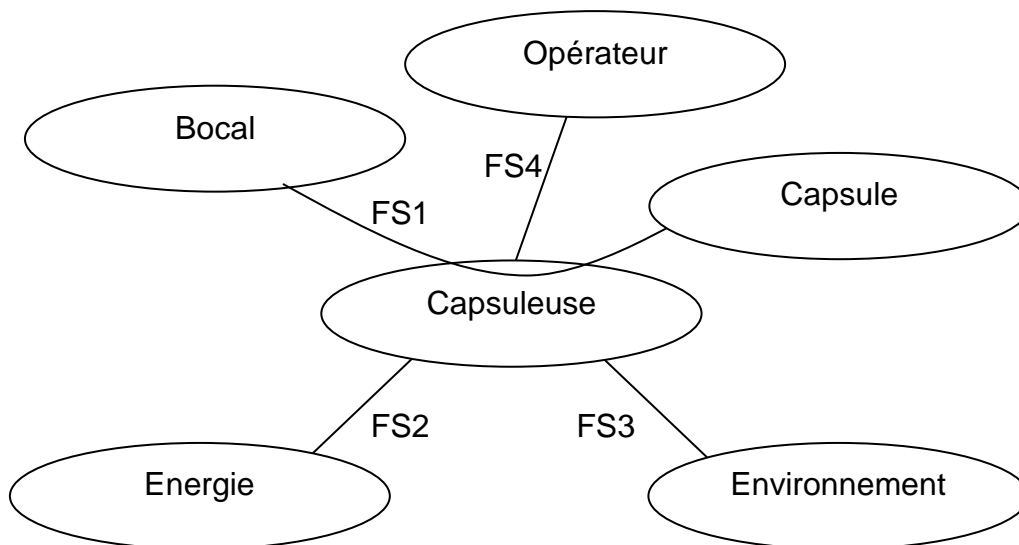 Opérateur
Bocal
FS4
Capsule
FS1
Capsuleuse
FS2
FS3
Energie
Environnement